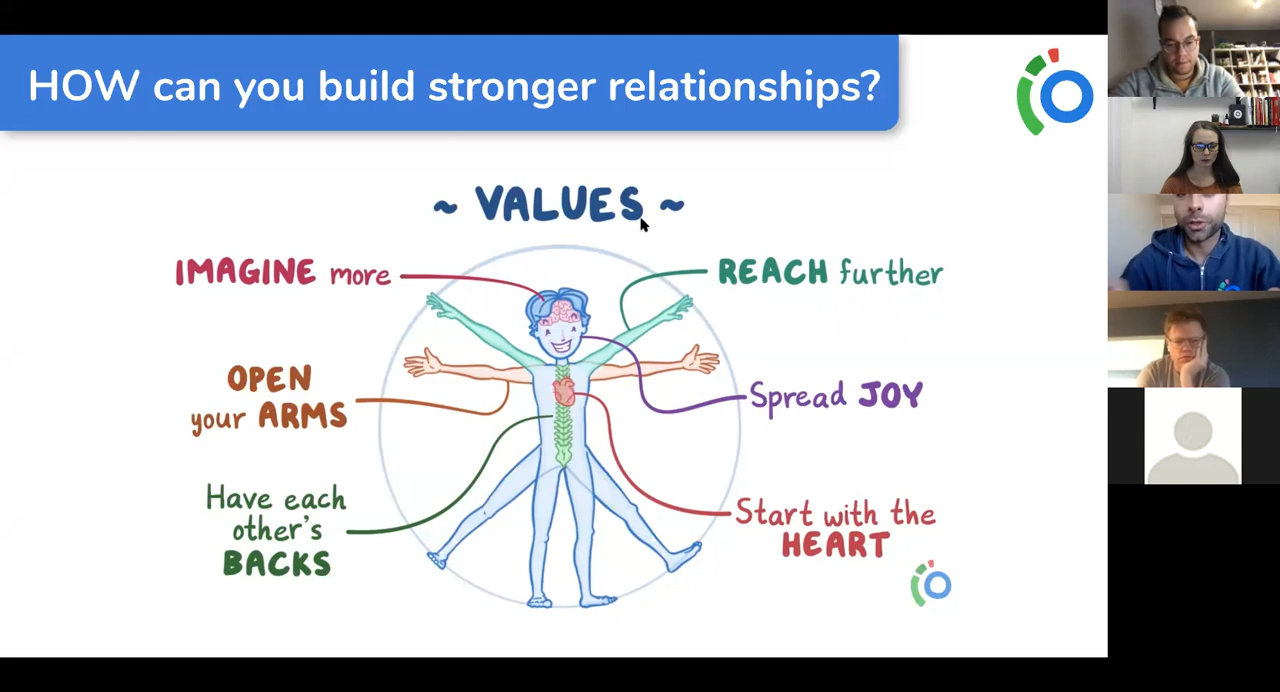 HOW can you build stronger relationships?
~ VALUES ~
IMAGINE more
REACH further
OPEN
your ARMS
Spread JOY
Have each
other's
BACKS
Start with the
HEART